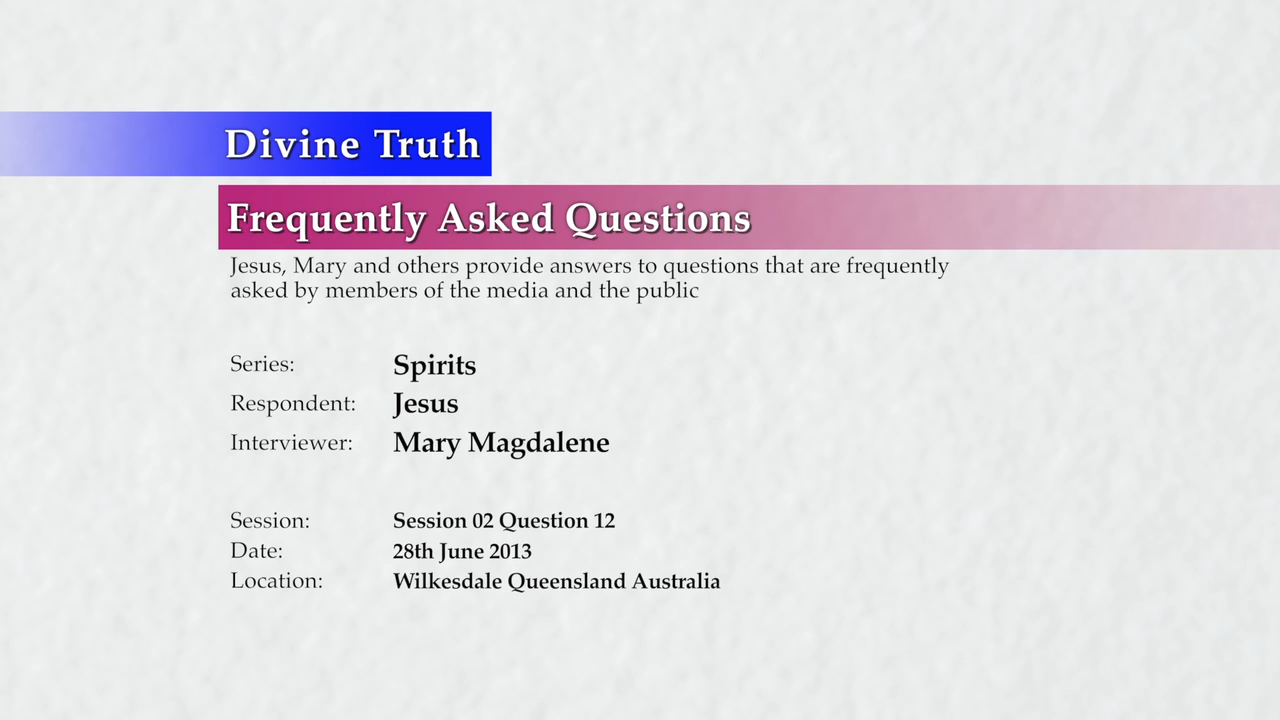 Divine Truth
Frequently Asked Questions
Jesus, Mary and others provide answers to questions that are frequently
asked by members of the media and the public
Series: Spirits
Respondent: Jesus
Interviewer: Mary Magdalene
Session: Session 02 Question 12
Date: 28th June 2013
Location: Wilkesdale Queensland Australia